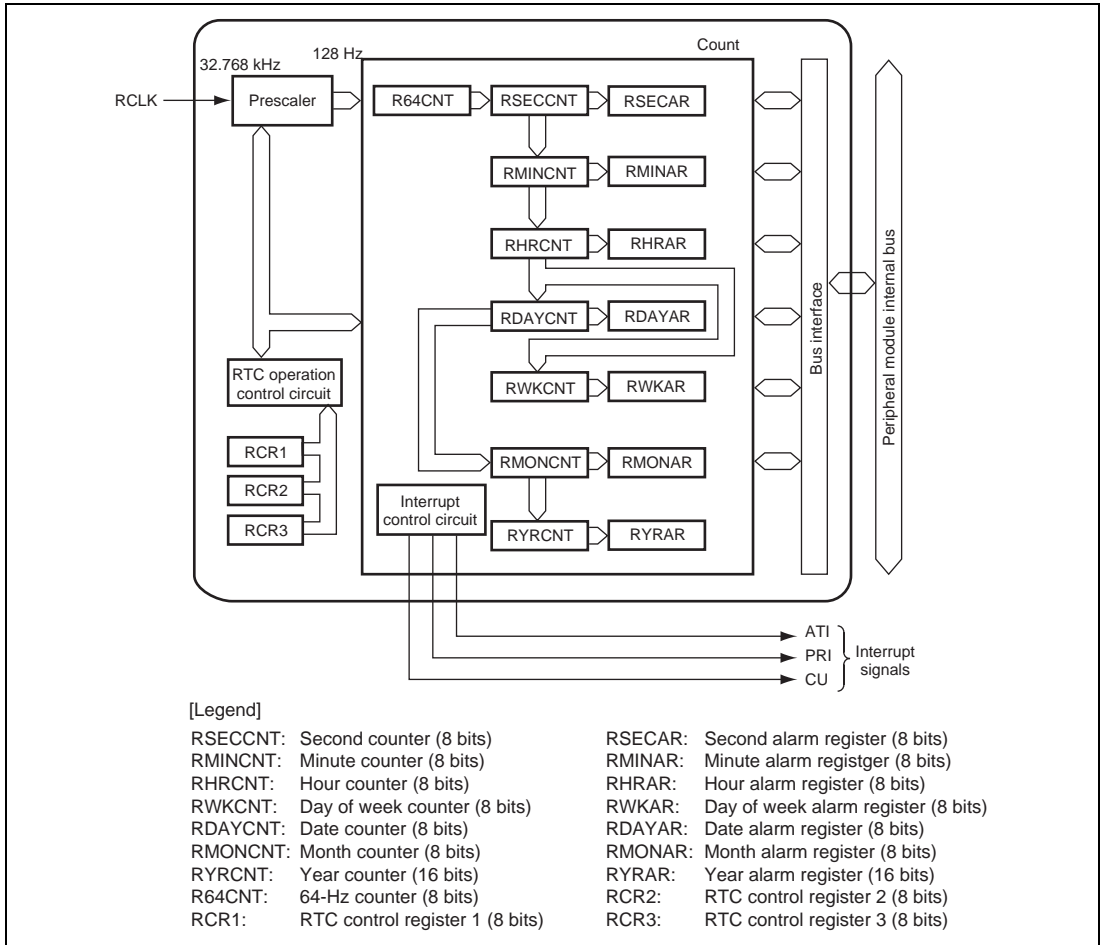 Count
128 Hz
32.768 kHz
RCLK
Prescaler
R64CNT
RSECCNT
RSECAR
RMINCNT
RMINAR
RHRCNT
RHRAR
RDAYCNT
RDAYAR
RWKCNT
RWKAR
RMONCNT
RMONAR
RYRCNT
RYRAR
RTC operation
control circuit
RCR1
RCR2
RCR3
Interrupt
control circuit
Bus interface
Peripheral module internal bus
ATI
PRI
CU
Interrupt
signals
[Legend]
RSECCNT: Second counter (8 bits)
RMINCNT: Minute counter (8 bits)
RHRCNT: Hour counter (8 bits)
RWKCNT: Day of week counter (8 bits)
RDAYCNT: Date counter (8 bits)
RMONCNT: Month counter (8 bits)
RYRCNT: Year counter (16 bits)
R64CNT: 64-Hz counter (8 bits)
RCR1: RTC control register 1 (8 bits)
RSECAR: Second alarm register (8 bits)
RMINAR: Minute alarm registger (8 bits)
RHRAR: Hour alarm register (8 bits)
RWKAR: Day of week alarm register (8 bits)
RDAYAR: Date alarm register (8 bits)
RMONAR: Month alarm register (8 bits)
RYRAR: Year alarm register (16 bits)
RCR2: RTC control register 2 (8 bits)
RCR3: RTC control register 3 (8 bits)